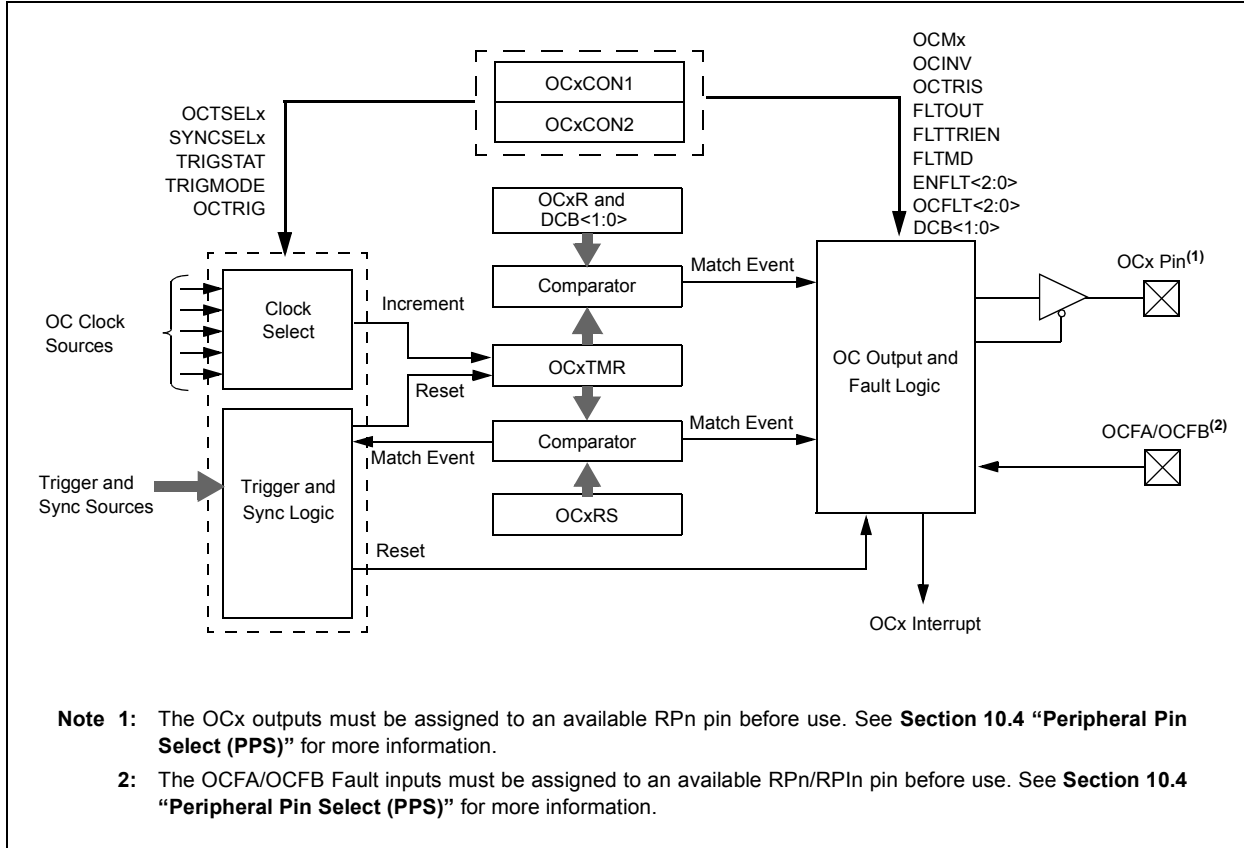 OCxCON1
OCxCON2
OCMx
OCINV
OCTRIS
FLTOUT
FLTTRIEN
FLTMD
ENFLT<2:0>
OCFLT<2:0>
DCB<1:0>
OCTSELx
SYNCSELx
TRIGSTAT
TRIGMODE
OCTRIG
OCxR and
DCB<1:0>
Match Event
OCx Pin(1)
Clock
Select
Increment
Comparator
OC Clock
Sources
OCxTMR
OC Output and
Fault Logic
Reset
Match Event
OCFA/OCFB(2)
Comparator
Match Event
Trigger and
Sync Sources
Trigger and
Sync Logic
OCxRS
Reset
OCx Interrupt
Note 1: The OCx outputs must be assigned to an available RPn pin before use. See Section 10.4 “Peripheral Pin
Select (PPS)” for more information.
2: The OCFA/OCFB Fault inputs must be assigned to an available RPn/RPIn pin before use. See Section 10.4
“Peripheral Pin Select (PPS)” for more information.